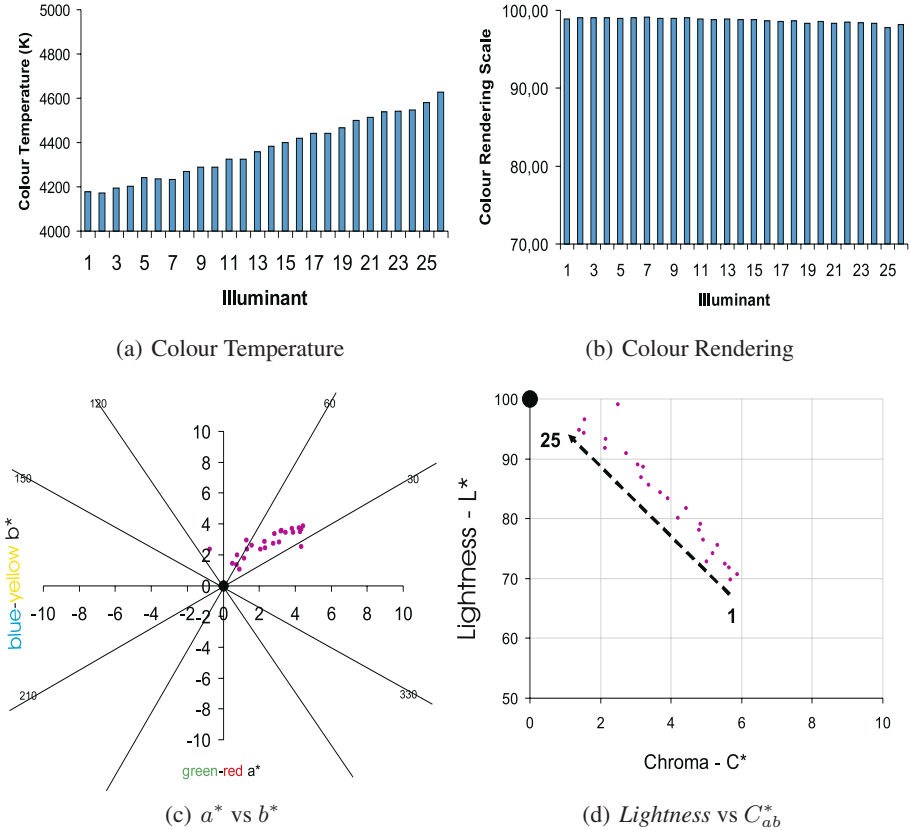 5000
4800
4600
4400
4200
4000
Colour Temperature (K)
1 3 5 7 9 11 13 15 17 19 21 23 25
Illuminant
(a) Colour Temperature
100,00
90,00
80,00
70,00
Colour Rendering Scale
1 3 5 7 9 11 13 15 17 19 21 23 25
Illuminant
(b) Colour Rendering
120
60
150
30
210
330
10
8
6
4
2
0
-2
-4
-6
-8
-10
-10 -8 -6 -4 -2 0 2 4 6 8 10
blue-yellow b*
green-red a*
(c) a* vs b*
100
90
80
70
60
50
Lightness - L*
25
1
0 2 4 6 8 10
Chroma - C*
(d) Lightness vs C*ab